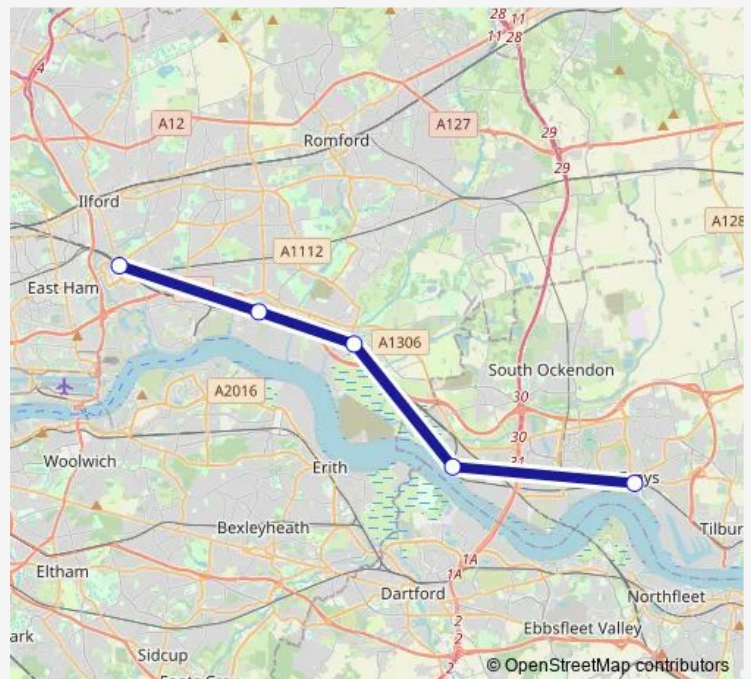 28 11
11 28
4
A12
A127
Romford
29
29
Ilford
A128
A1112
East Ham
A1306
South Ockendon
A2016
30
30
31
Woolwich
Erith
ys
Bexleyheath
Tilbur
1A
1A
Eltham
Dartford
Northfleet
2
Ebbsfleet Valley
ark
2
Sidcup
2
© OpenStreetMap contributors